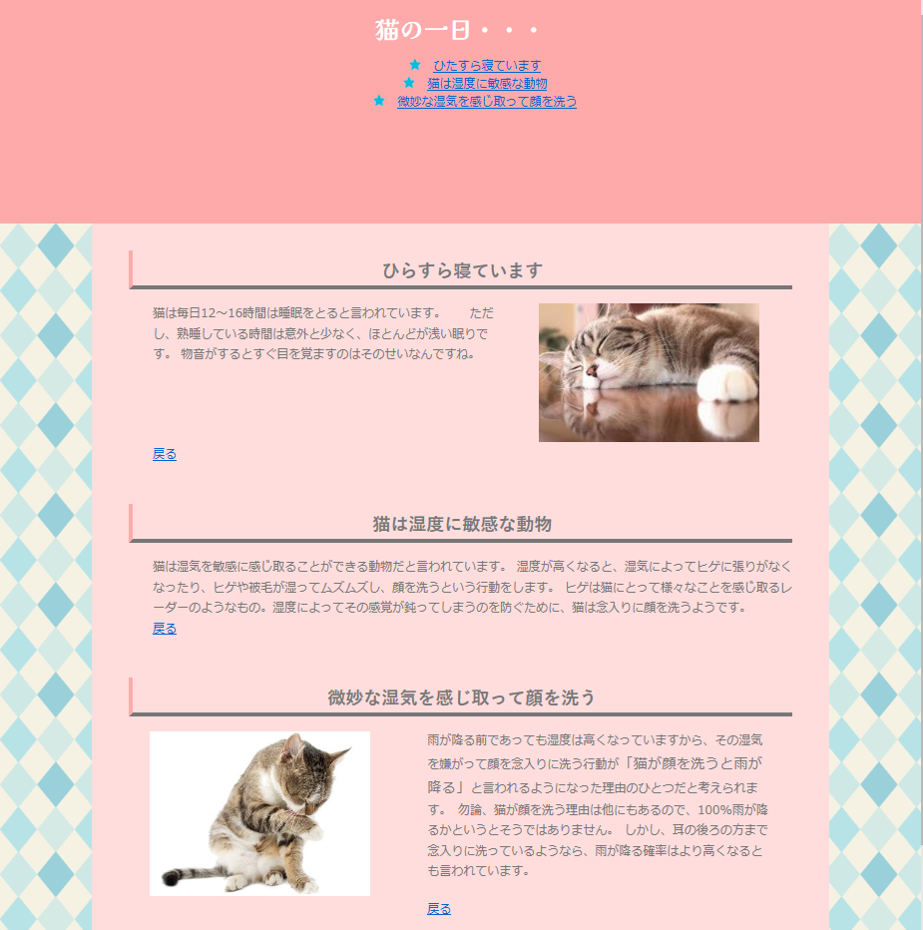 猫の一日・・・
★ ひたすら寝ています
★ 猫は湿度に敏感な動物
★ 微妙な湿気を感じ取って顔を洗う
ひらすら寝ています
猫は毎日12～16時間は睡眠をとると言われています。　　ただ
し、熟睡している時間は意外と少なく、ほとんどが浅い眠りで
す。 物音がするとすぐ目を覚ますのはそのせいなんですね。
戻る
猫は湿度に敏感な動物
猫は湿気を敏感に感じ取ることができる動物だと言われています。 湿度が高くなると、湿気によってヒゲに張りがなく
なったり、ヒゲや被毛が湿ってムズムズし、顔を洗うという行動をします。 ヒゲは猫にとって様々なことを感じ取るレ
ーダーのようなもの。湿度によってその感覚が鈍ってしまうのを防ぐために、猫は念入りに顔を洗うようです。
戻る
微妙な湿気を感じ取って顔を洗う
雨が降る前であっても湿度は高くなっていますから、その湿気
を嫌がって顔を念入りに洗う行動が「猫が顔を洗うと雨が
降る」と言われるようになった理由のひとつだと考えられま
す。 勿論、猫が顔を洗う理由は他にもあるので、100%雨が降
るかというとそうではありません。 しかし、耳の後ろの方まで
念入りに洗っているようなら、雨が降る確率はより高くなると
も言われています。
戻る